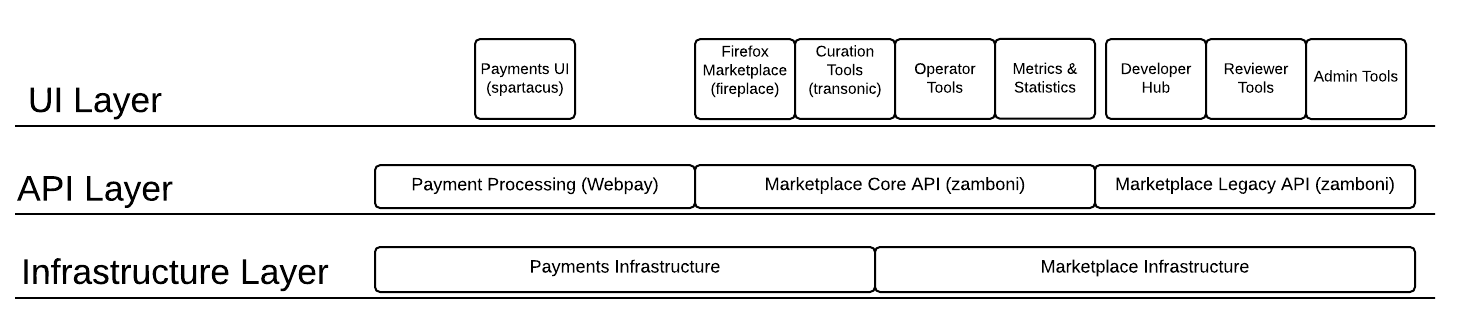 UI Layer
Payments UI
(spartacus)
Firefox
Marketplace
(fireplace)
Curation
Tools
(transonic)
Operator
Tools
Metrics &
Statistics
Developer
Hub
Reviewer
Tools
Admin Tools
API Layer
Payment Processing (Webpay)
Marketplace Core API (zamboni)
Marketplace Legacy API (zamboni)
Infrastructure Layer
Payments Infrastructure
Marketplace Infrastructure